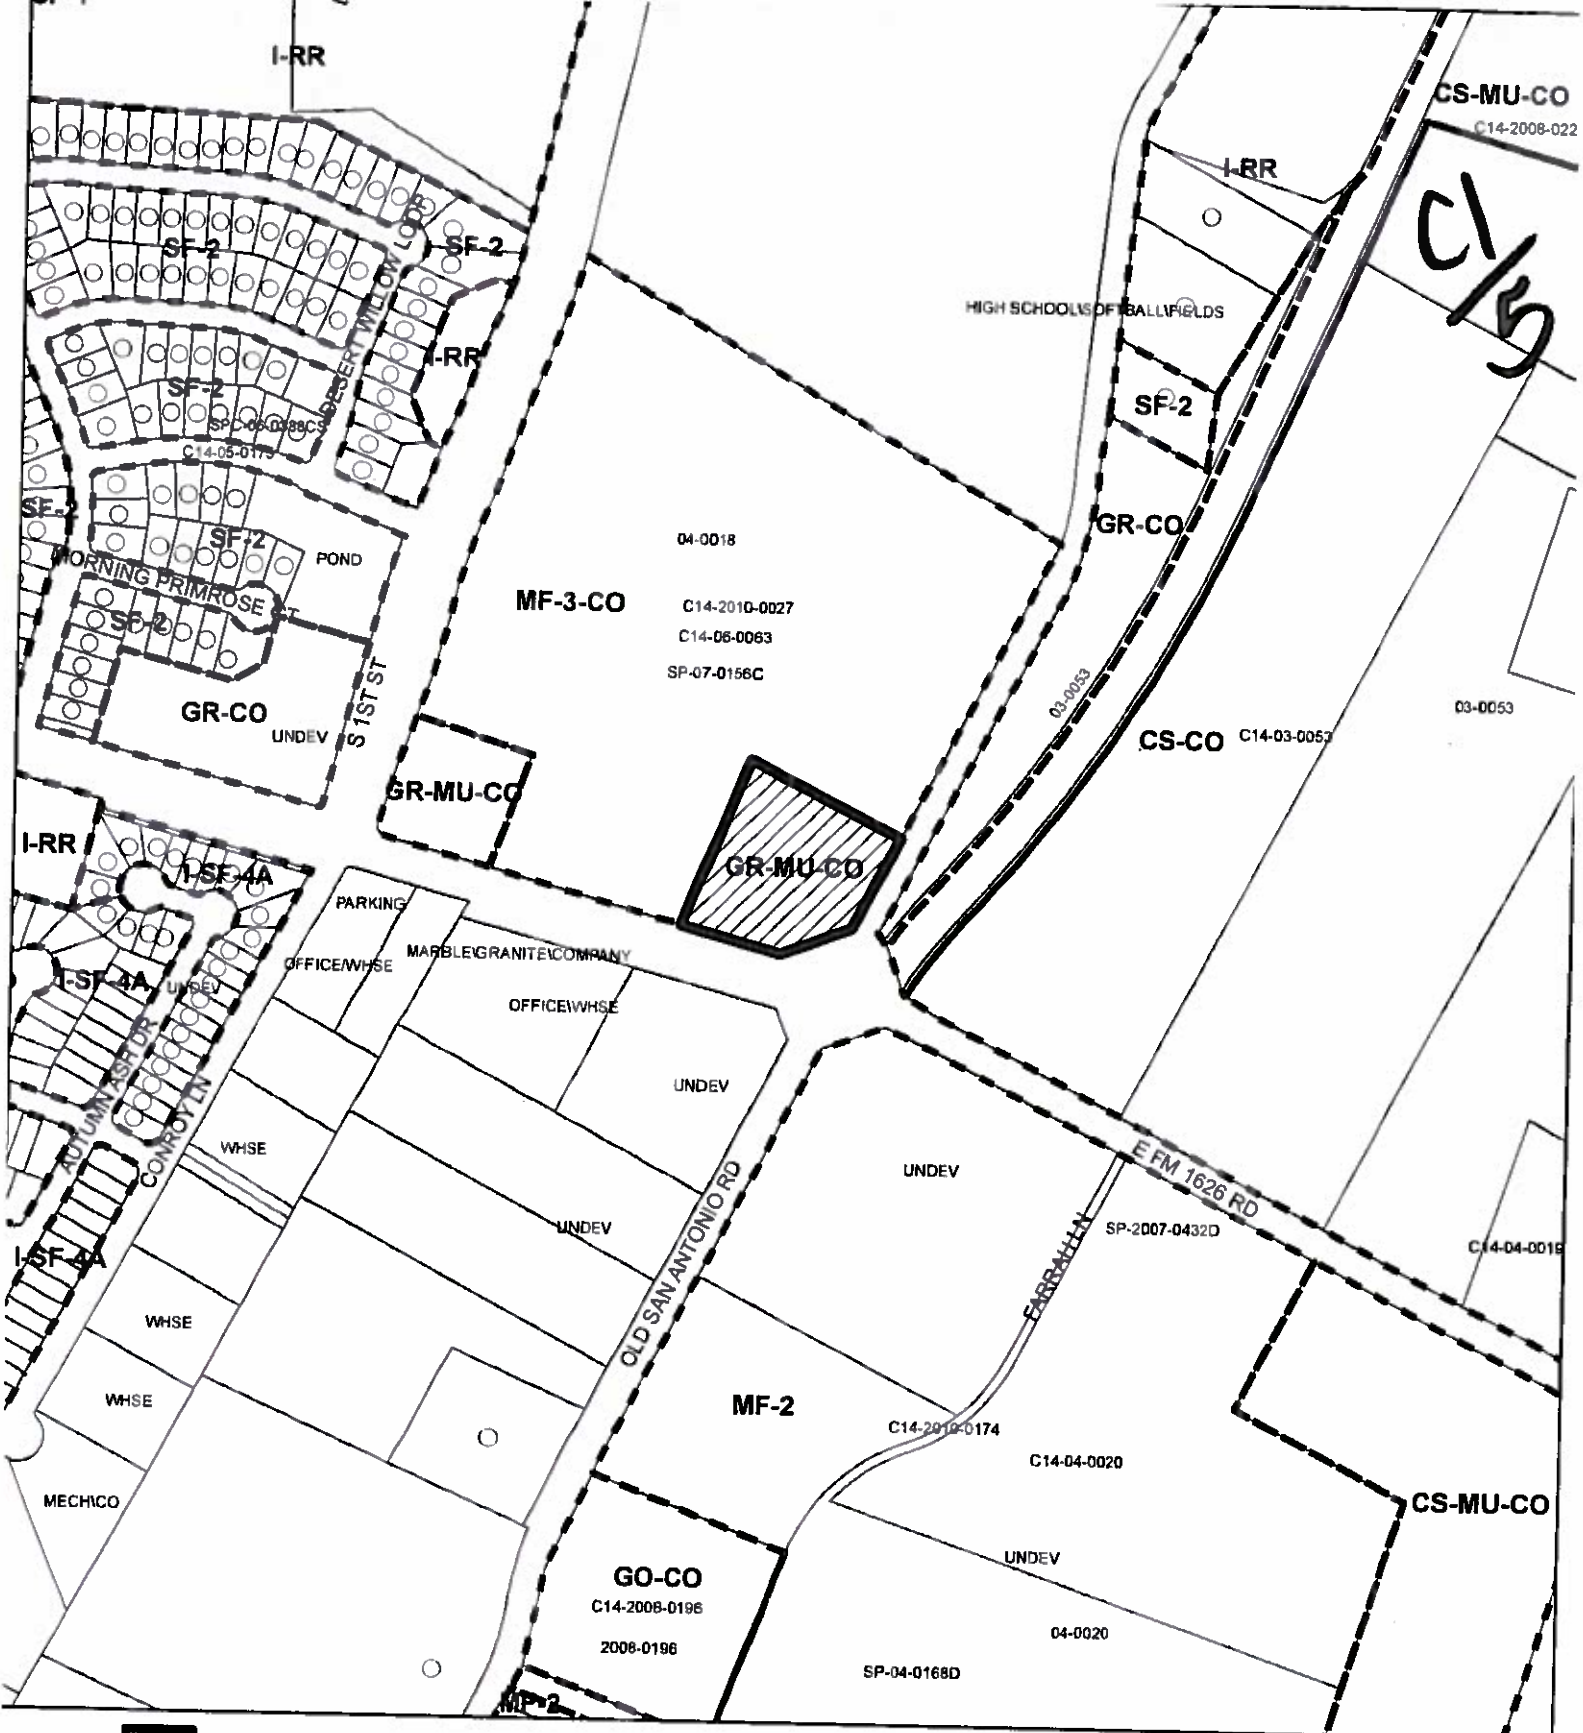 I-RR
CS-MU-CO
C14-2008-022
C1/5
I-RR
SF-2
SF-2
DESERT WILLOW LOOP
HIGH SCHOOL\SOFTBALL\FIELDS
I-RR
SF-2
SF-2
SPC-06-0388CS
C14-05-0175
SF-2
GR-CO
SF-2
04-0018
POND
MORNING PRIMROSE CT
MF-3-CO
C14-2010-0027
SF-2
C14-06-0063
SP-07-0156C
S 1ST ST
03-0053
03-0053
GR-CO
UNDEV
CS-CO
C14-03-0053
GR-MU-CO
I-RR
GR-MU-CO
I-SF-4A
PARKING
MARBLE\GRANITE\COMPANY
OFFICE/WHSE
I-SF-4A
UNDEV
OFFICE\WHSE
UNDEV
AUTUMN ASH DR
CONROY LN
WHSE
E FM 1626 RD
UNDEV
UNDEV
OLD SAN ANTONIO RD
FARRAH LN
SP-2007-0432D
C14-04-0019
I-SF-4A
WHSE
WHSE
MF-2
C14-2010-0174
C14-04-0020
MECH\CO
CS-MU-CO
UNDEV
GO-CO
C14-2008-0196
2008-0196
04-0020
SP-04-0168D